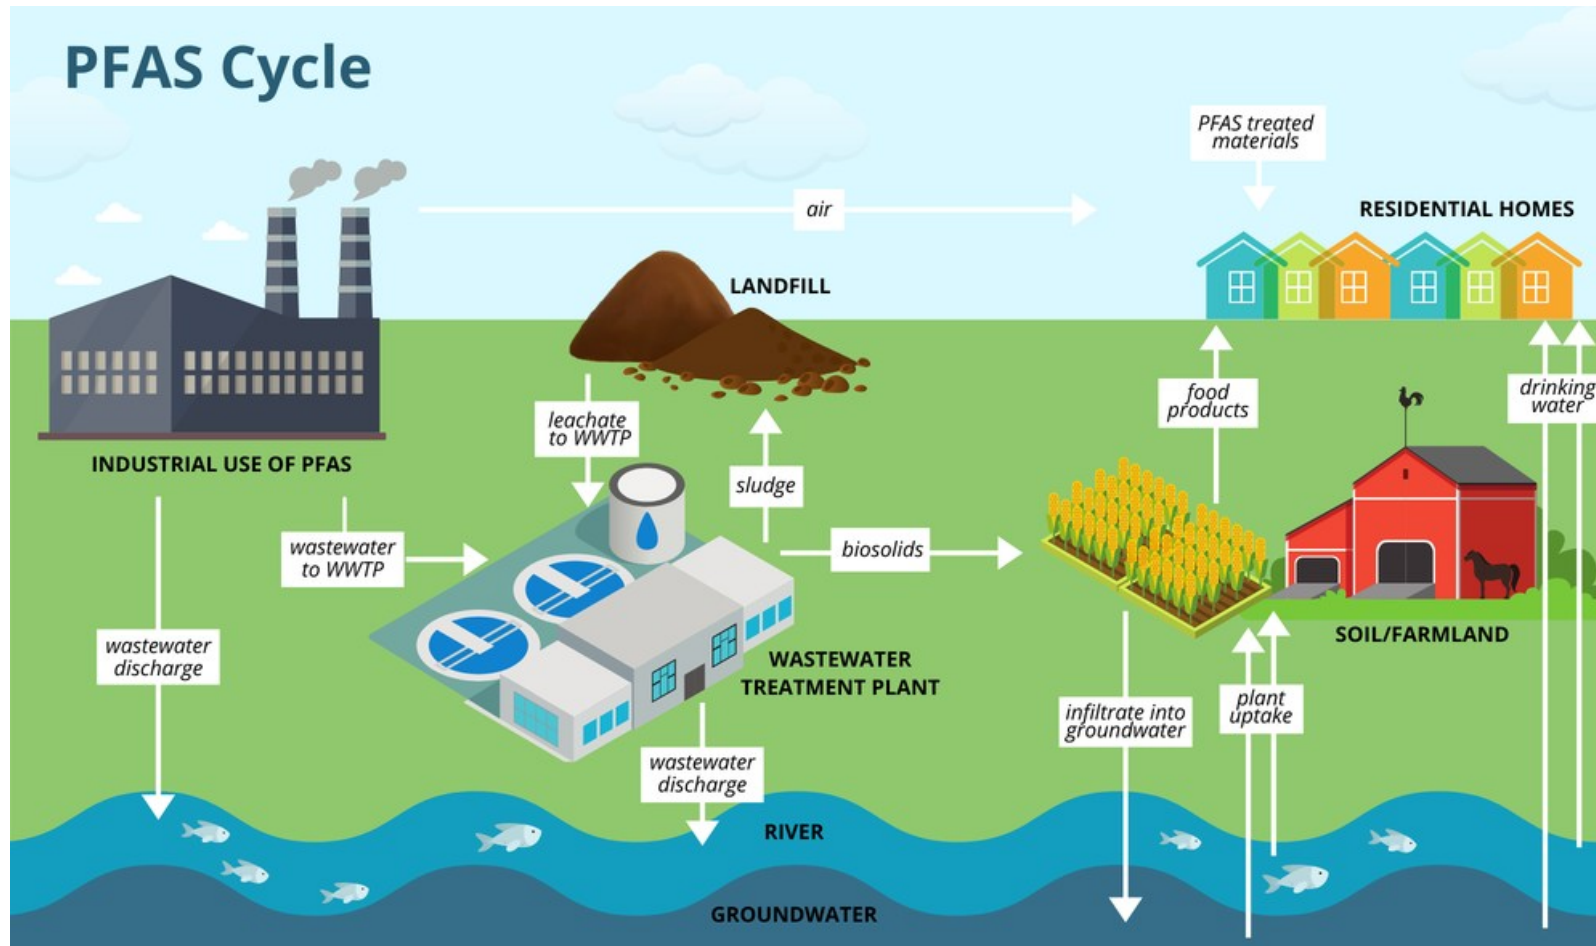 PFAS Cycle
PFAS treated
materials
air
RESIDENTIAL HOMES
LANDFILL
leachate
to WWTP
food
products
drinking
water
INDUSTRIAL USE OF PFAS
sludge
wastewater
to WWTP
biosolids
wastewater
discharge
SOIL/FARMLAND
WASTEWATER
TREATMENT PLANT
infiltrate into
groundwater
plant
uptake
wastewater
discharge
RIVER
GROUNDWATER